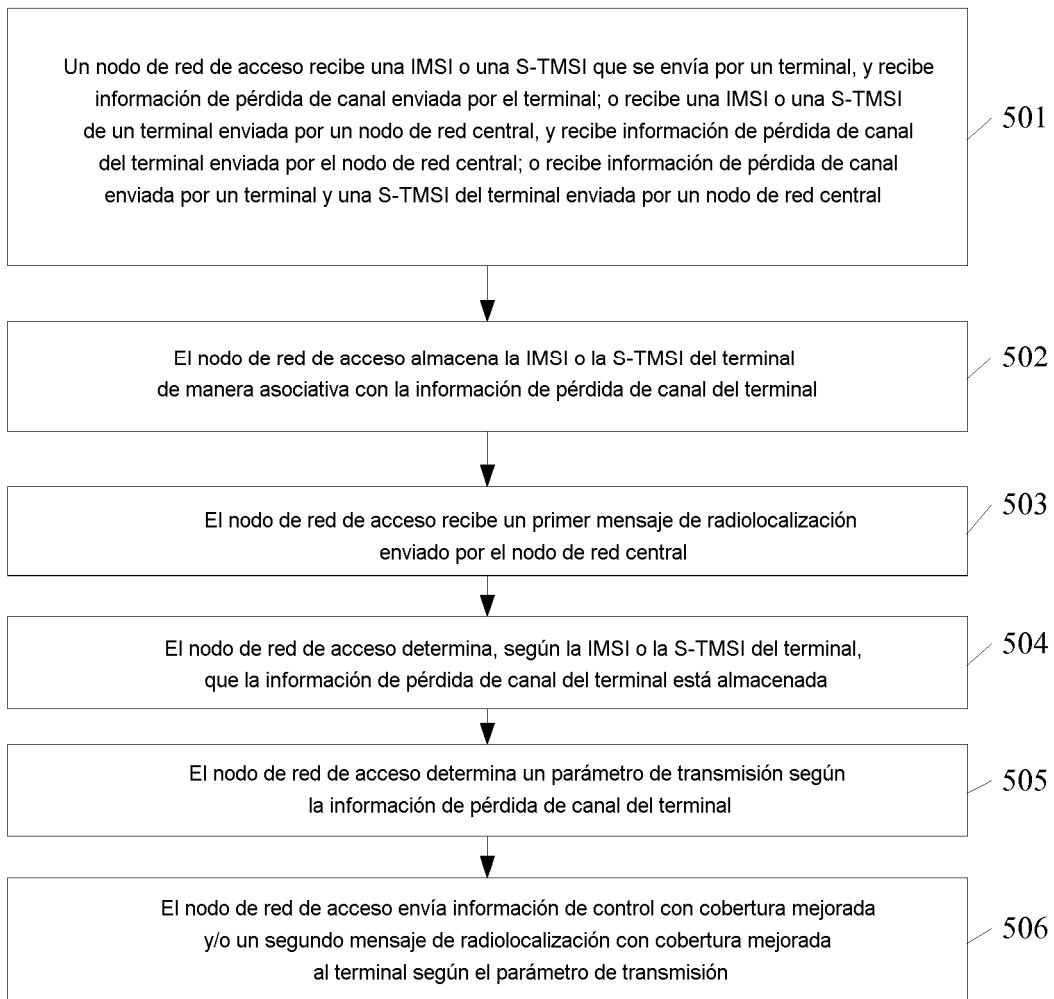 Un nodo de red de acceso recibe una IMSI o una S-TMSI que se envía por un terminal, y recibe
información de pérdida de canal enviada por el terminal; o recibe una IMSI o una S-TMSI
de un terminal enviada por un nodo de red central, y recibe información de pérdida de canal
del terminal enviada por el nodo de red central; o recibe información de pérdida de canal
enviada por un terminal y una S-TMSI del terminal enviada por un nodo de red central
501
El nodo de red de acceso almacena la IMSI o la S-TMSI del terminal
de manera asociativa con la información de pérdida de canal del terminal
502
El nodo de red de acceso recibe un primer mensaje de radiolocalización
enviado por el nodo de red central
503
El nodo de red de acceso determina, según la IMSI o la S-TMSI del terminal,
que la información de pérdida de canal del terminal está almacenada
504
El nodo de red de acceso determina un parámetro de transmisión según
la información de pérdida de canal del terminal
505
El nodo de red de acceso envía información de control con cobertura mejorada
y/o un segundo mensaje de radiolocalización con cobertura mejorada
al terminal según el parámetro de transmisión
506